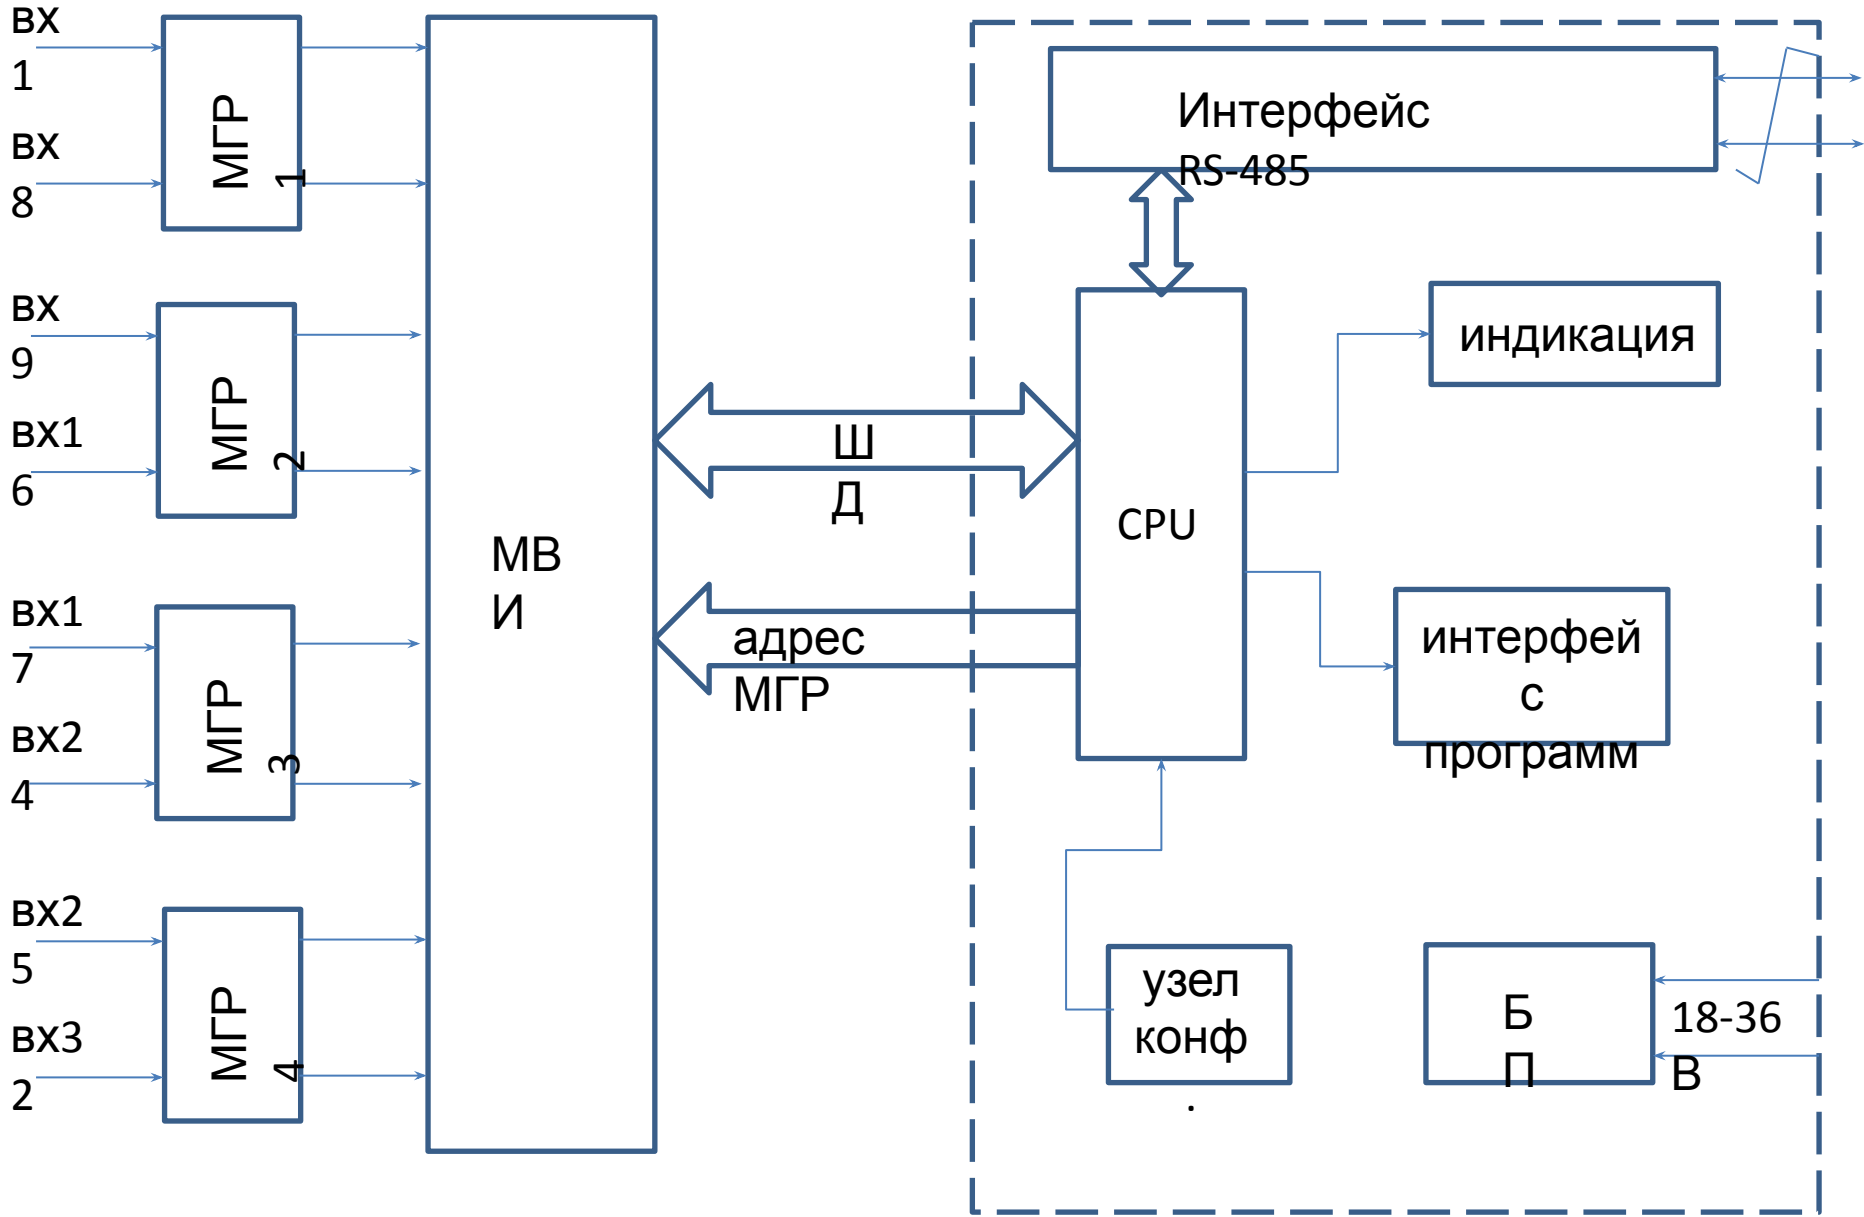 вх
1
вх
8
МГР
1
вх
9
вх1
6
МГР
2
вх1
7
вх2
4
МГР
3
вх2
5
вх3
2
МГР
4
МВ
И
Ш
Д
адрес
МГР
Интерфейс
RS-485
CPU
индикация
интерфей
с
программ
узел
конф
.
Б
П
18-36
В